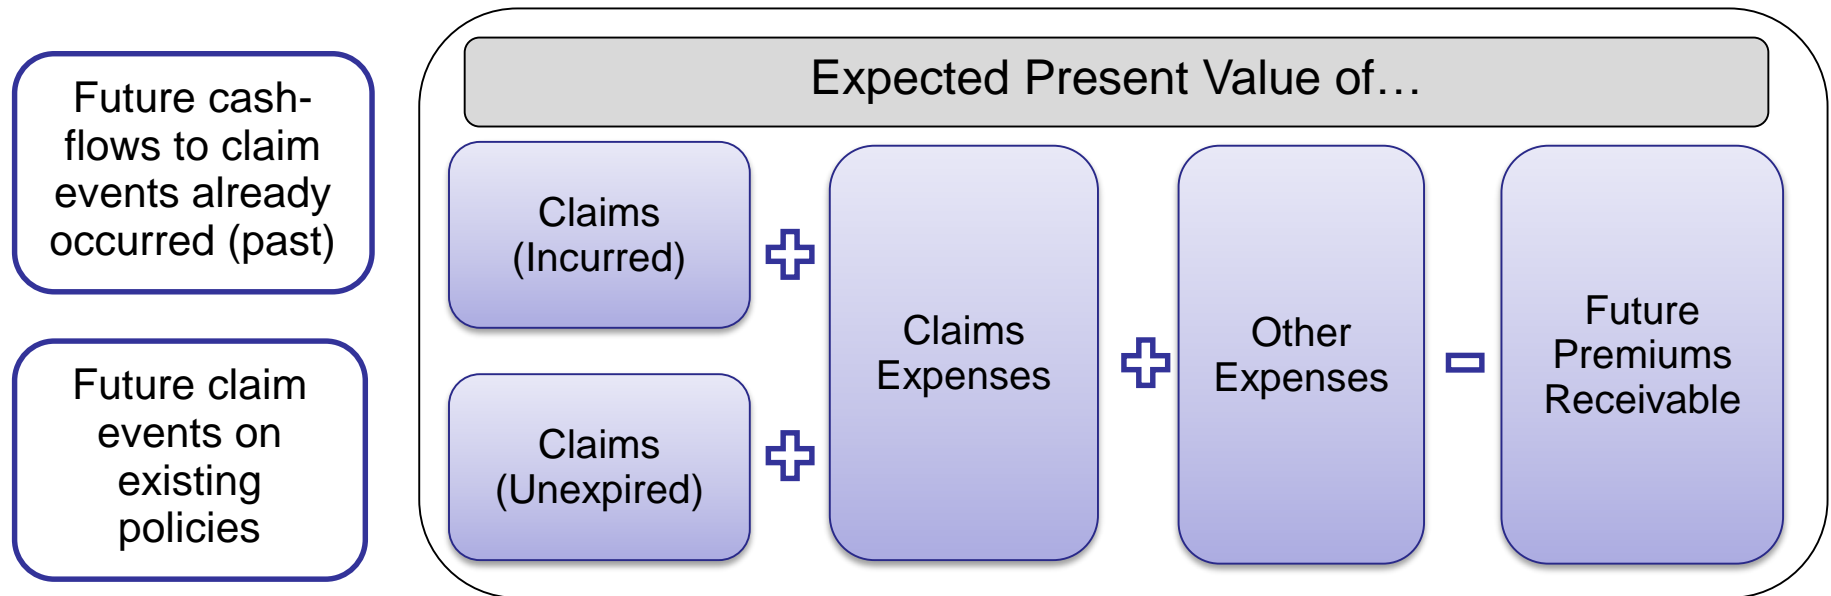 Expected Present Value of…
Future cash-
flows to claim
events already
occurred (past)
Claims
(Incurred)
Future claim
events on
existing
policies
Claims
(Unexpired)
Claims
Expenses
Other
Expenses
Future
Premiums
Receivable